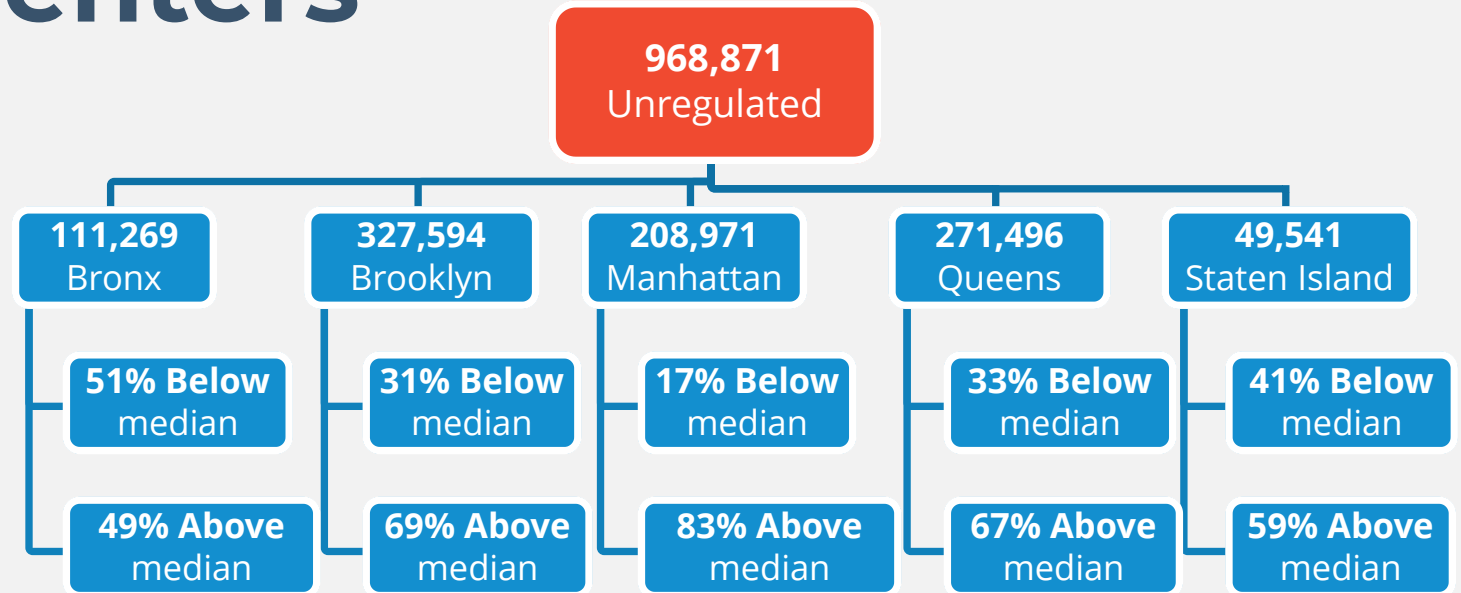 enters
968,871
Unregulated
111,269
Bronx
327,594
Brooklyn
208,971
Manhattan
271,496
Queens
49,541
Staten Island
51% Below
median
31% Below
median
17% Below
median
33% Below
median
41% Below
median
49% Above
median
69% Above
median
83% Above
median
67% Above
median
59% Above
median